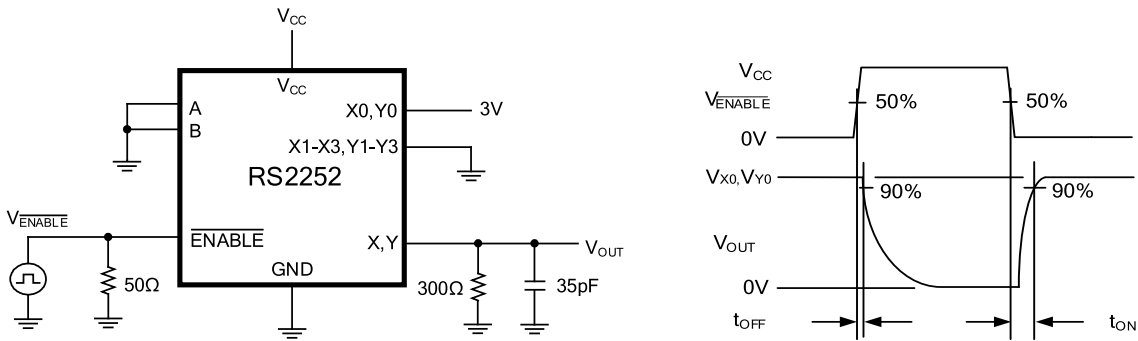 VCC
VCC
A
B
X0,Y0
3V
X1-X3,Y1-Y3
RS2252
VENABLE
ENABLE
X,Y
VOUT
GND
50Ω
300Ω
35pF
VCC
VENABLE
50%
50%
0V
VX0,VY0
90%
90%
VOUT
0V
tOFF
tON